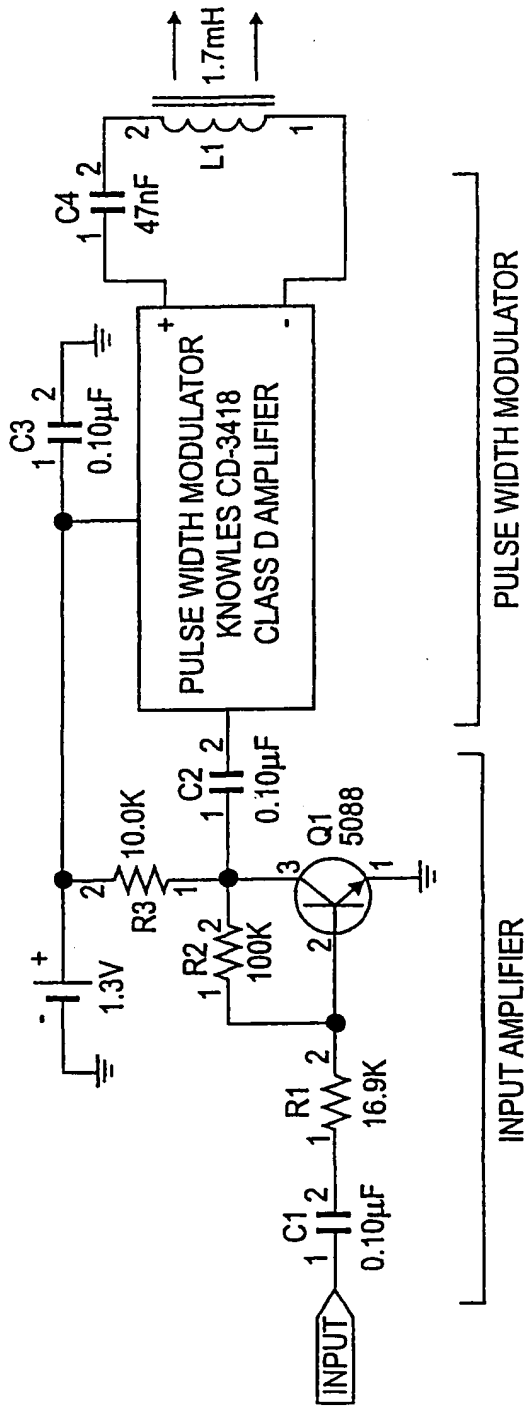 INPUT
1
C1
2
0.10µF
1
R1
2
16.9K
1
R2
2
100K
-
+
1.3V
2
R3
10.0K
1
3
2
1
Q1
5088
C2
1
2
0.10µF
C3
1
2
0.10µF
PULSE WIDTH MODULATOR
KNOWLES CD-3418
CLASS D AMPLIFIER
+
-
C4
1
2
47nF
2
L1
1
1.7mH
INPUT AMPLIFIER
PULSE WIDTH MODULATOR